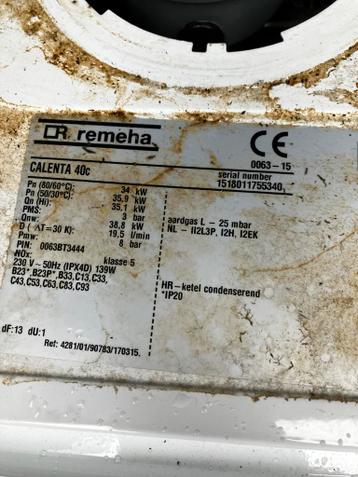 remeha
0063-15
CALENTA 40c
serial number
1518011755340
Pn (80/60°C): 34 kW
Pn (50/30°C): 35,9 kW
Qn (Hi): 35,1 kW
PMS: 3 bar
Qnw: 38,8 kW
D (ΔT=30 K): 19,5 l/min
Pmw: 8 bar
PIN: 0063BT3444
NOx: klasse 5
230 V ~ 50Hz (IPX4D) 139W
B23*,B23P*,B33,C13,C33,
C43,C53,C63,C83,C93
aardgas L - 25 mbar
NL - II2L3P, I2H, I2EK
HR-ketel condenserend
*IP20
dF:13 dU:1
Ref: 4281/01/90783/170315.